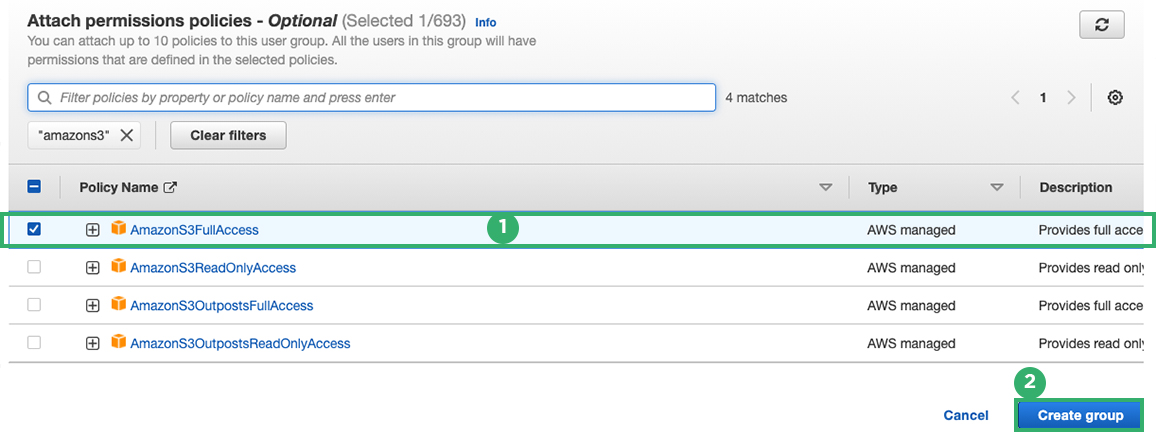 Attach permissions policies - Optional (Selected 1/693) Info
You can attach up to 10 policies to this user group. All the users in this group will have
permissions that are defined in the selected policies.
Filter policies by property or policy name and press enter 4 matches 1
"amazons3" Clear filters
Policy Name Type Description
1
AmazonS3FullAccess AWS managed Provides full acce
AmazonS3ReadOnlyAccess AWS managed Provides read only
AmazonS3OutpostsFullAccess AWS managed Provides full acce
AmazonS3OutpostsReadOnlyAccess AWS managed Provides read only
2
Cancel Create group